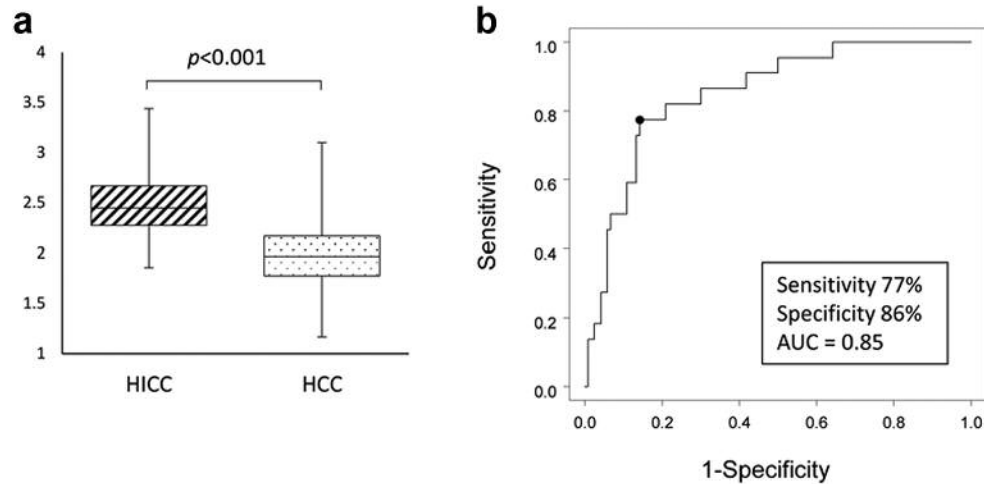 a
p<0.001
4
3.5
3
2.5
2
1.5
1
HICC HCC
b
Sensitivity
1.0
0.8
0.6
0.4
0.2
0.0
Sensitivity 77%
Specificity 86%
AUC = 0.85
0.0 0.2 0.4 0.6 0.8 1.0
1-Specificity